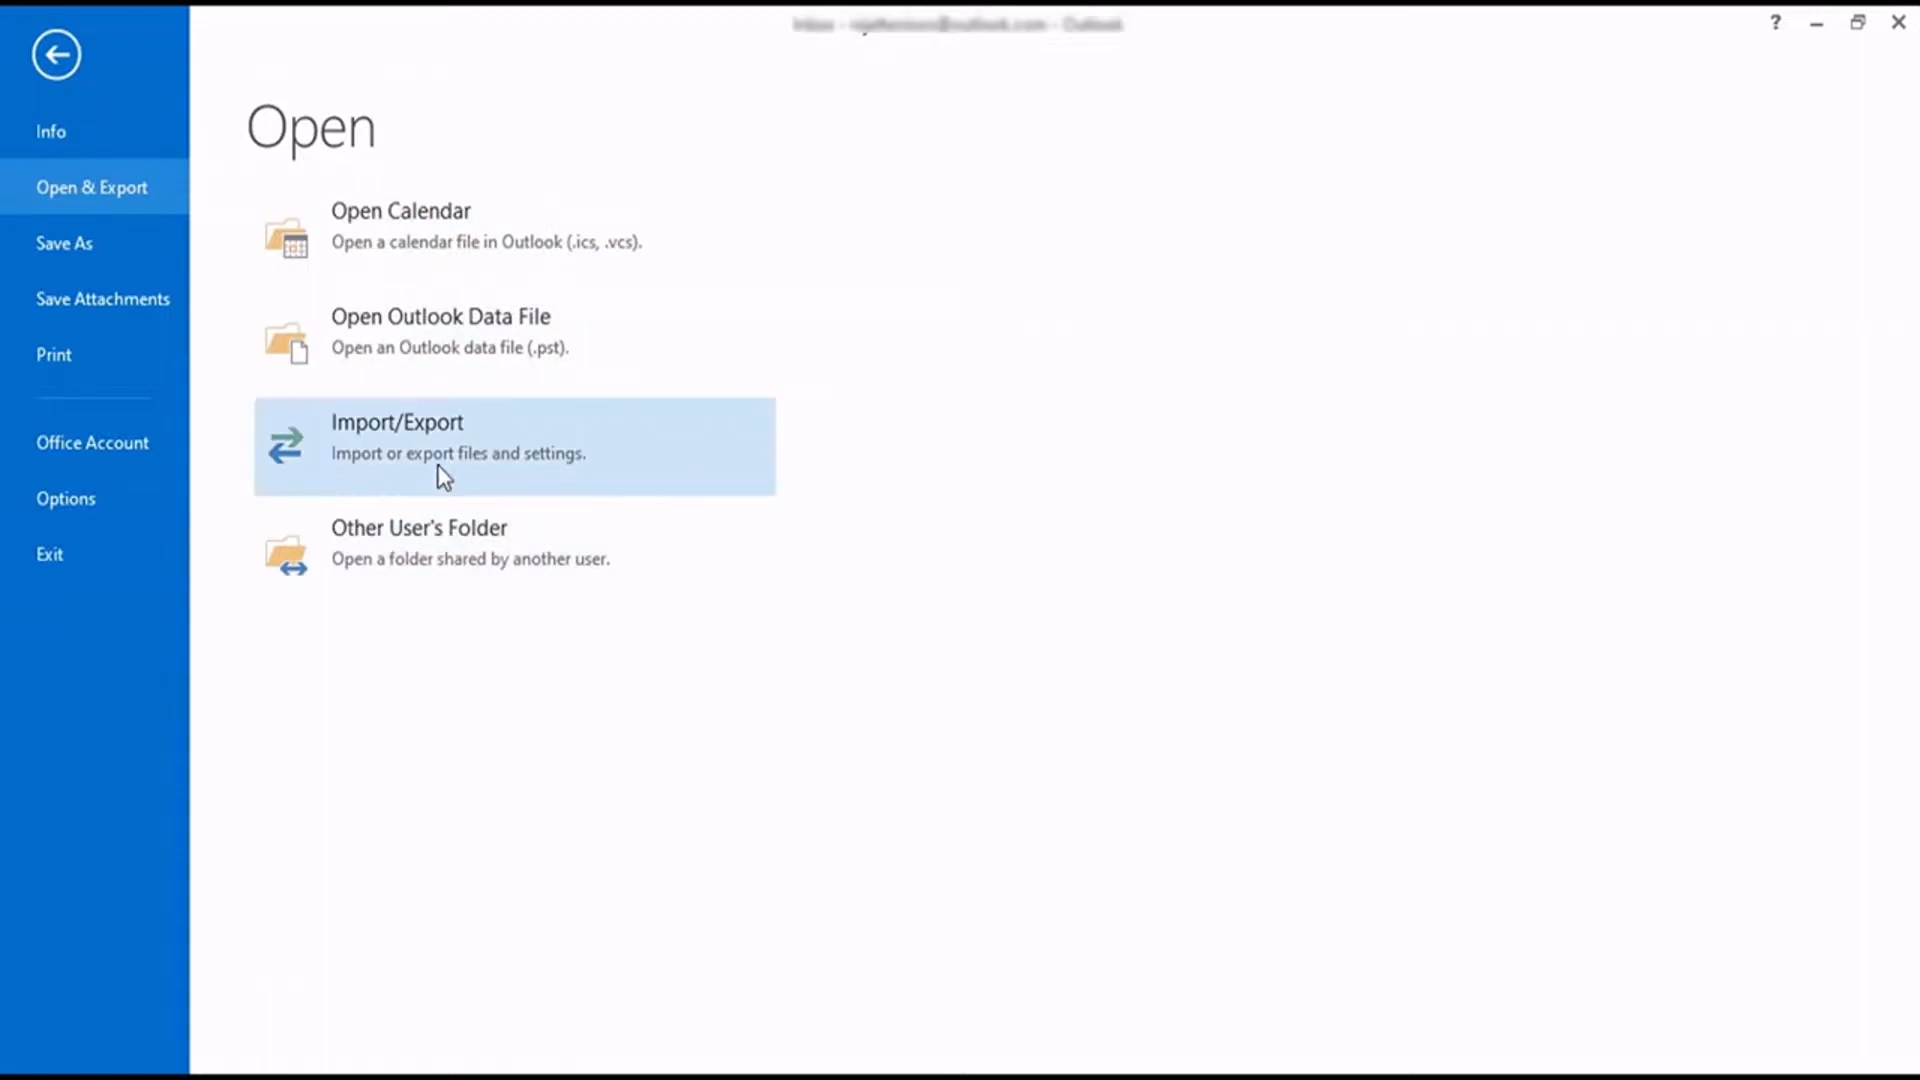 ?
Info
Open & Export
Save As
Save Attachments
Print
Office Account
Options
Exit
Open
Open Calendar
Open a calendar file in Outlook (.ics, .vcs).
Open Outlook Data File
Open an Outlook data file (.pst).
Import/Export
Import or export files and settings.
Other User's Folder
Open a folder shared by another user.